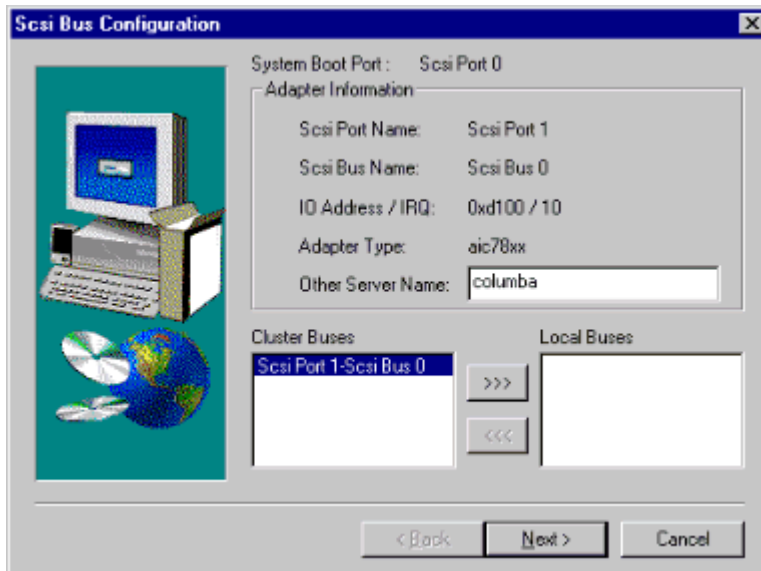 Scsi Bus Configuration
System Boot Port : Scsi Port 0
Adapter Information
Scsi Port Name: Scsi Port 1
Scsi Bus Name: Scsi Bus 0
IO Address / IRQ: 0xd100 / 10
Adapter Type: aic78xx
Other Server Name: columba
Cluster Buses Local Buses
Scsi Port 1-Scsi Bus 0
>>>
<<<
< Back Next > Cancel